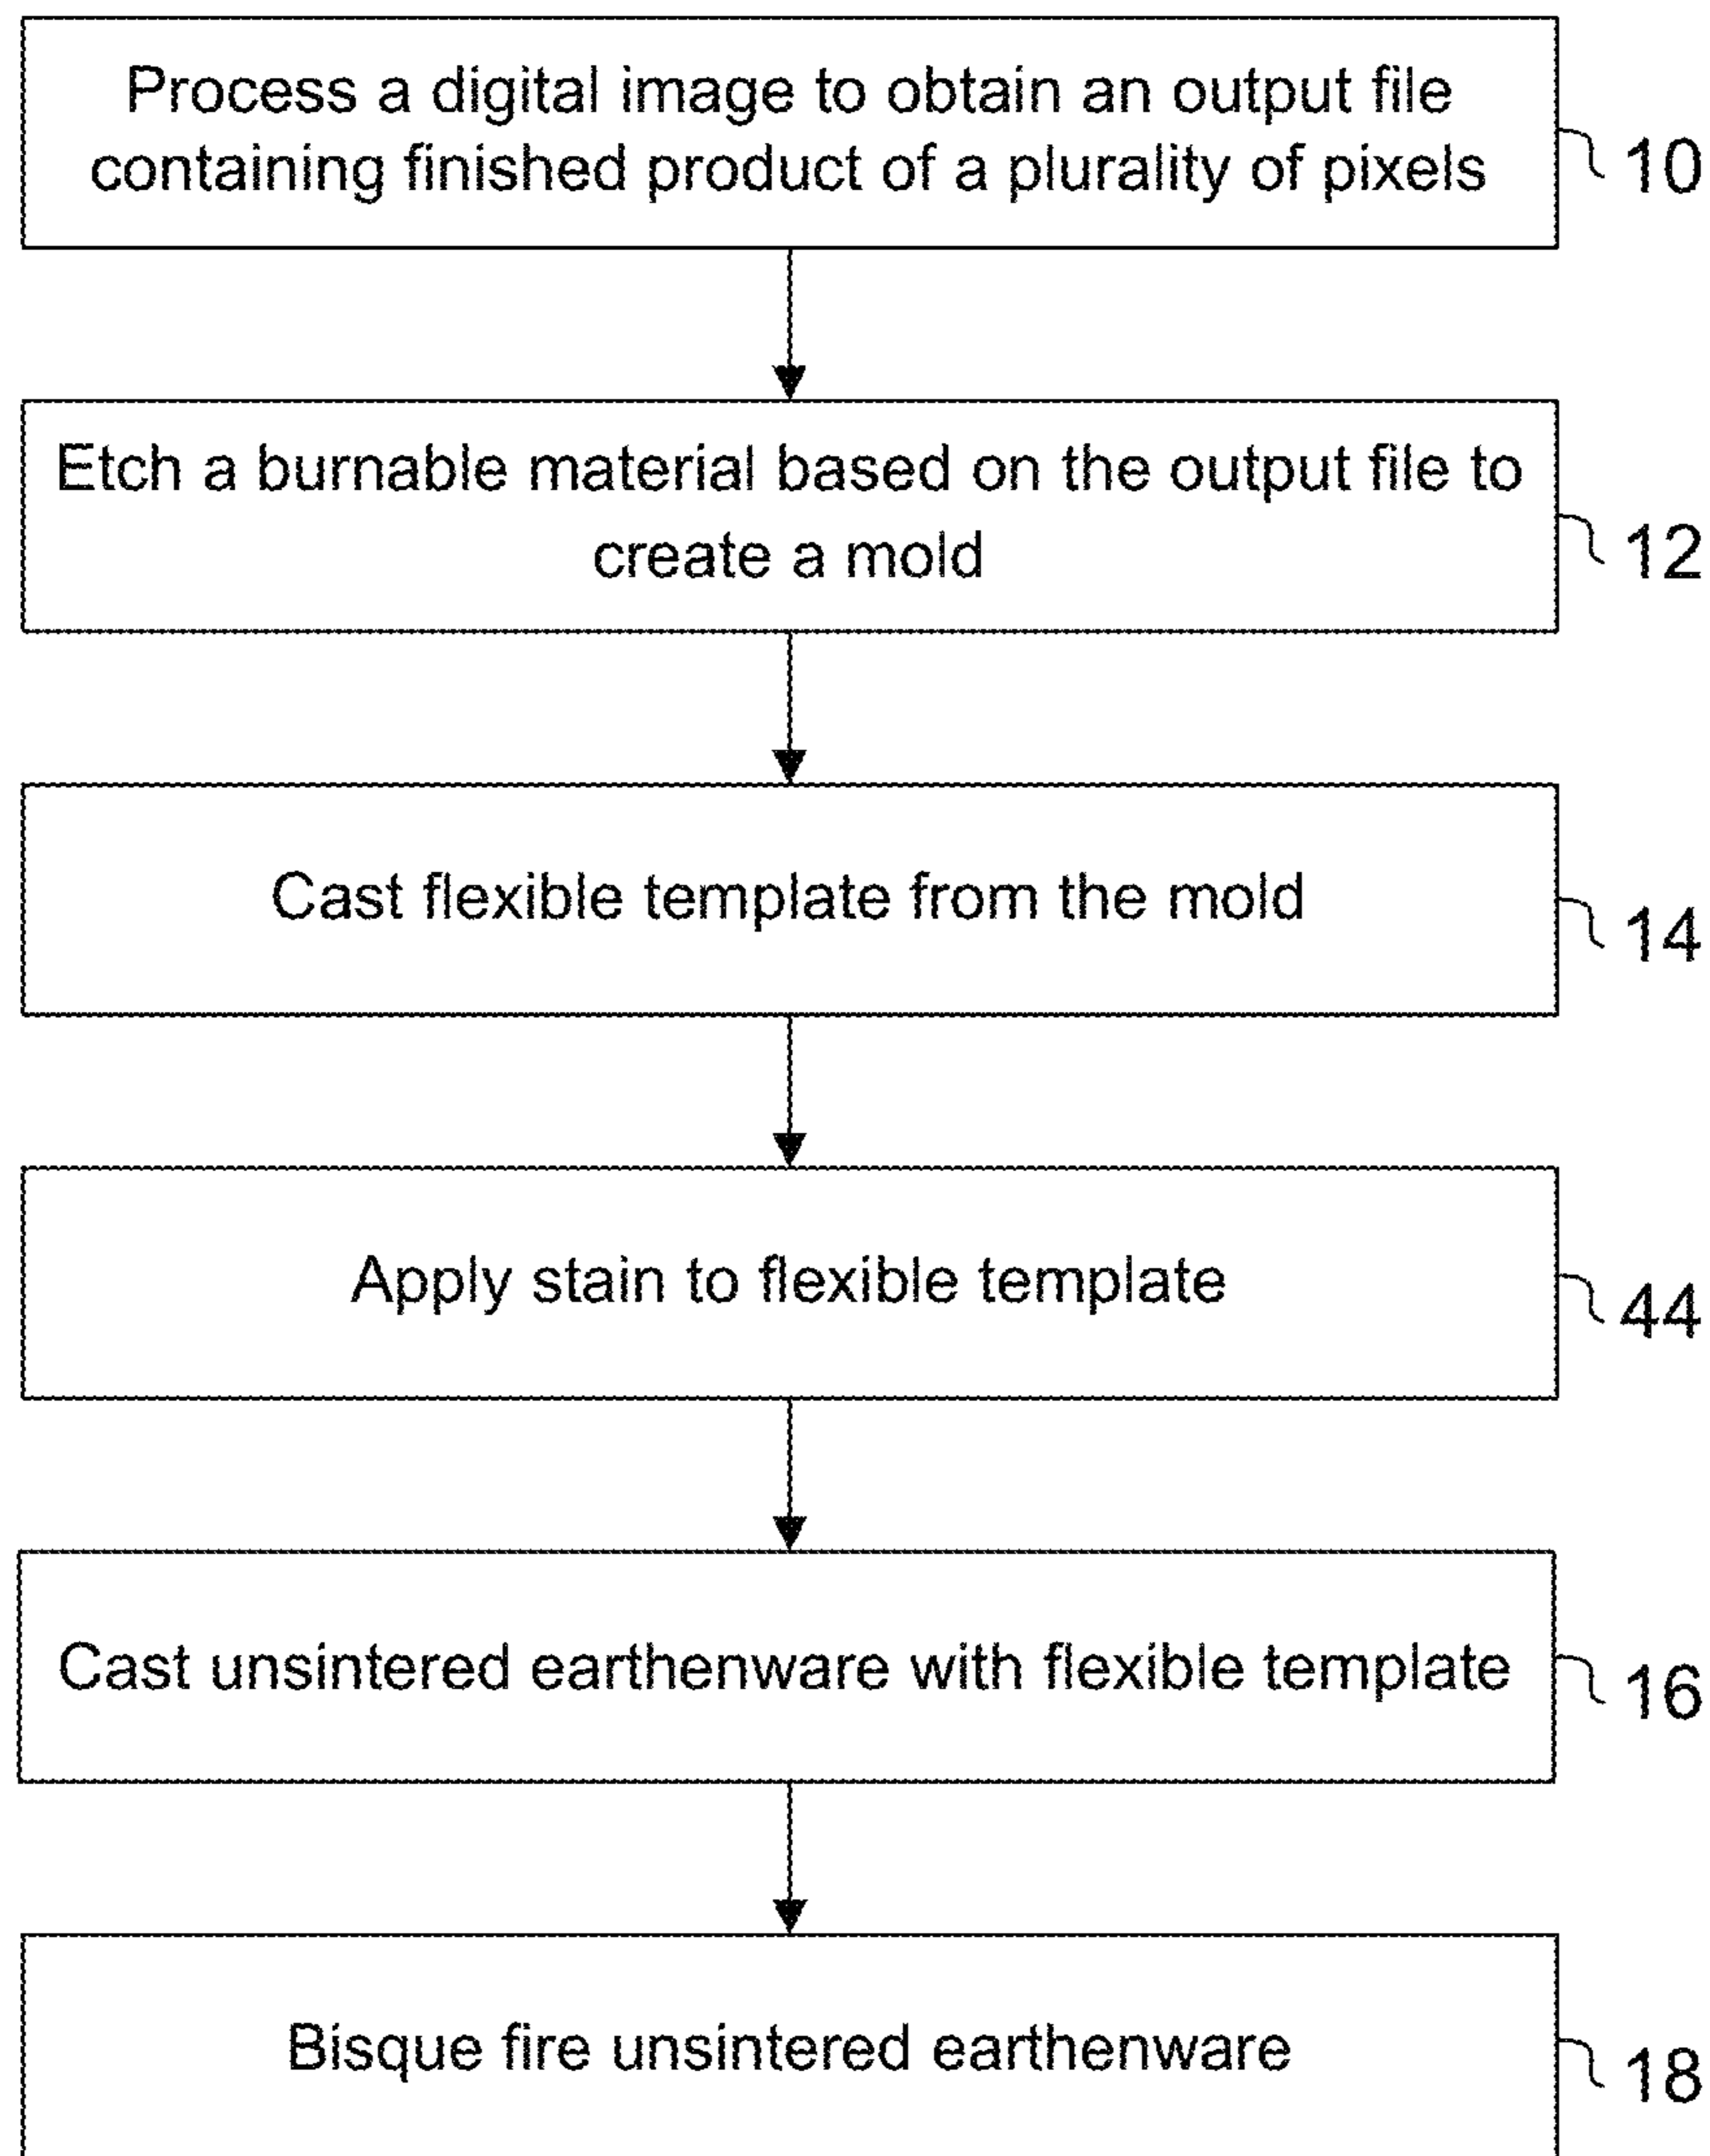 Process a digital image to obtain an output file
containing finished product of a plurality of pixels
10
Etch a burnable material based on the output file to
create a mold
12
Cast flexible template from the mold
14
Apply stain to flexible template
44
Cast unsintered earthenware with flexible template
16
Bisque fire unsintered earthenware
18